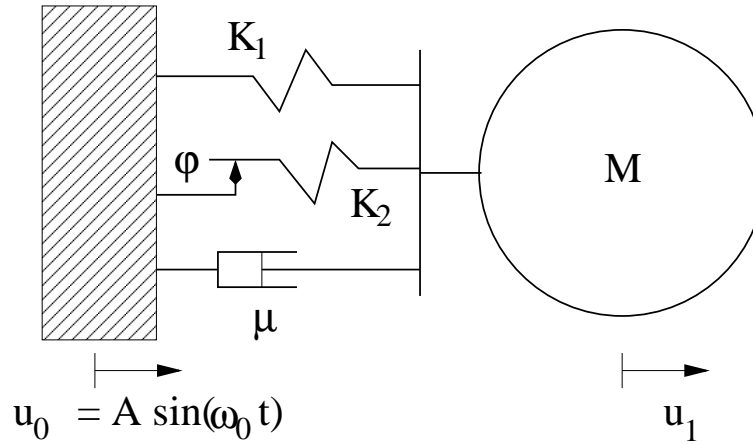 K₁
φ
K₂
M
μ
u₀ = A sin(ω₀ t)
u₁